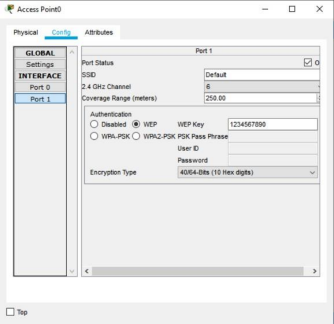 Access Point0
Physical Config Attributes
GLOBAL
Settings
INTERFACE
Port 0
Port 1
Port 1
Port Status
SSID Default
2.4 GHz Channel 6
Coverage Range (meters) 250.00
Authentication
Disabled WEP WEP Key 1234567890
WPA-PSK WPA2-PSK PSK Pass Phrase
User ID
Password
Encryption Type 40/64-Bits (10 Hex digits)
Top